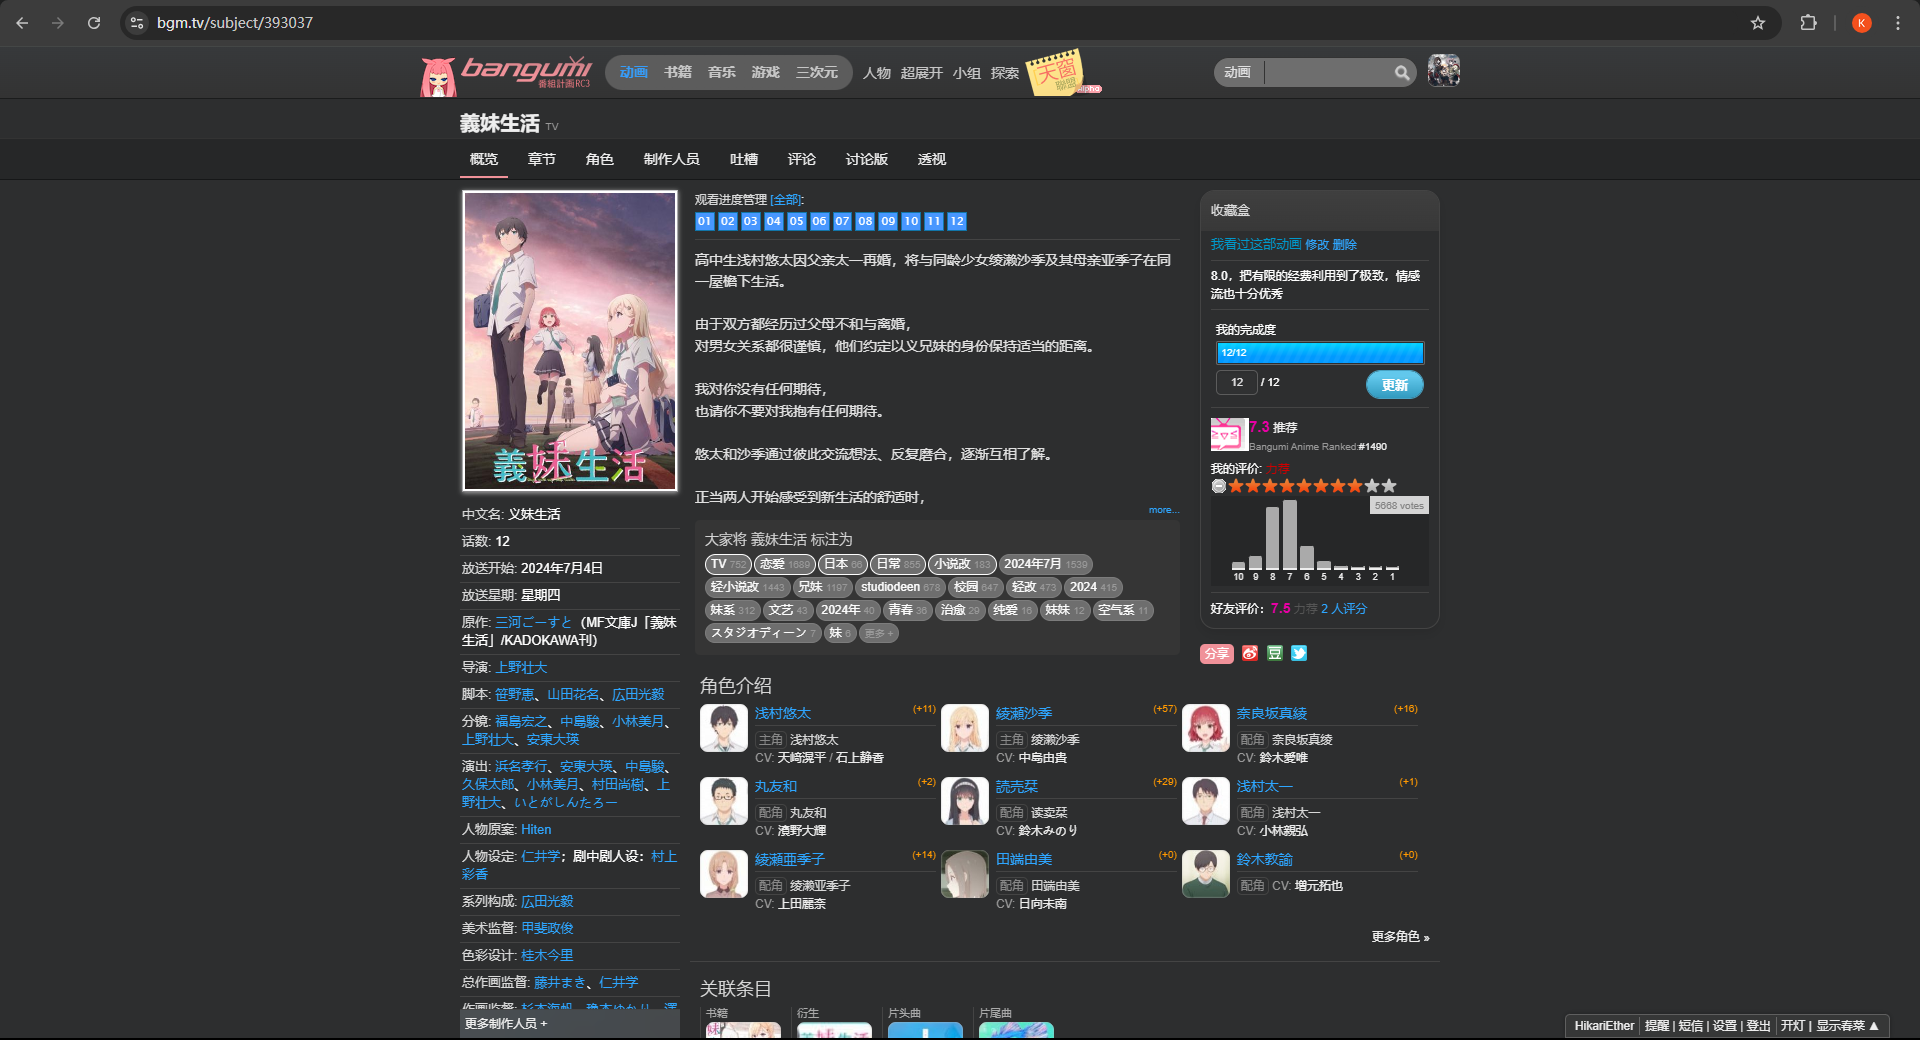 bgm.tv/subject/393037
K
bangumi
番組計画RC3
动画 书籍 音乐 游戏 三次元 人物 超展开 小组 探索
天窗
联盟
alpha
动画
義妹生活 TV
概览 章节 角色 制作人员 吐槽 评论 讨论版 透视
義妹生活
中文名: 义妹生活
话数: 12
放送开始: 2024年7月4日
放送星期: 星期四
原作: 三河ごーすと（MF文庫J「義妹
生活」/KADOKAWA刊）
导演: 上野壮大
脚本: 笹野恵、山田花名、広田光毅
分镜: 福島宏之、中島駿、小林美月、
上野壮大、安東大瑛
演出: 浜名孝行、安東大瑛、中島駿、
久保太郎、小林美月、村田尚樹、上
野壮大、いとがしんたろー
人物原案: Hiten
人物设定: 仁井学；剧中剧人设：村上
彩香
系列构成: 広田光毅
美术监督: 甲斐政俊
色彩设计: 桂木今里
总作画监督: 藤井まき、仁井学
更多制作人员 +
观看进度管理 [全部]:
01 02 03 04 05 06 07 08 09 10 11 12
高中生浅村悠太因父亲太一再婚，将与同龄少女绫濑沙季及其母亲亚季子在同
一屋檐下生活。
由于双方都经历过父母不和与离婚，
对男女关系都很谨慎，他们约定以义兄妹的身份保持适当的距离。
我对你没有任何期待，
也请你不要对我抱有任何期待。
悠太和沙季通过彼此交流想法、反复磨合，逐渐互相了解。
正当两人开始感受到新生活的舒适时，
more...
大家将 義妹生活 标注为
TV 752 恋爱 1689 日本 66 日常 855 小说改 183 2024年7月 1539
轻小说改 1443 兄妹 1197 studiodeen 678 校园 647 轻改 473 2024 415
妹系 312 文艺 43 2024年 40 青春 36 治愈 29 纯爱 16 妹妹 12 空气系 11
スタジオディーン 7 妹 6 更多 +
角色介绍
浅村悠太 (+11)
主角 浅村悠太
CV: 天﨑滉平 / 石上静香
綾瀬沙季 (+57)
主角 绫濑沙季
CV: 中島由貴
奈良坂真綾 (+16)
配角 奈良坂真绫
CV: 鈴木愛唯
丸友和 (+2)
配角 丸友和
CV: 濱野大輝
読売栞 (+29)
配角 读卖栞
CV: 鈴木みのり
浅村太一 (+1)
配角 浅村太一
CV: 小林親弘
綾瀬亜季子 (+14)
配角 绫濑亚季子
CV: 上田麗奈
田端由美 (+0)
配角 田端由美
CV: 日向未南
鈴木教諭 (+0)
配角 CV: 増元拓也
更多角色 »
关联条目
书籍 衍生 片头曲 片尾曲
收藏盒
我看过这部动画 修改 删除
8.0，把有限的经费利用到了极致，情感
流也十分优秀
我的完成度
12/12
12 / 12 更新
7.3 推荐
Bangumi Anime Ranked:#1490
我的评价: 力荐
5668 votes
10 9 8 7 6 5 4 3 2 1
好友评价: 7.5 力荐 2 人评分
分享
豆
HikariEther 提醒 | 短信 | 设置 | 登出 开灯 | 显示春菜 ▲